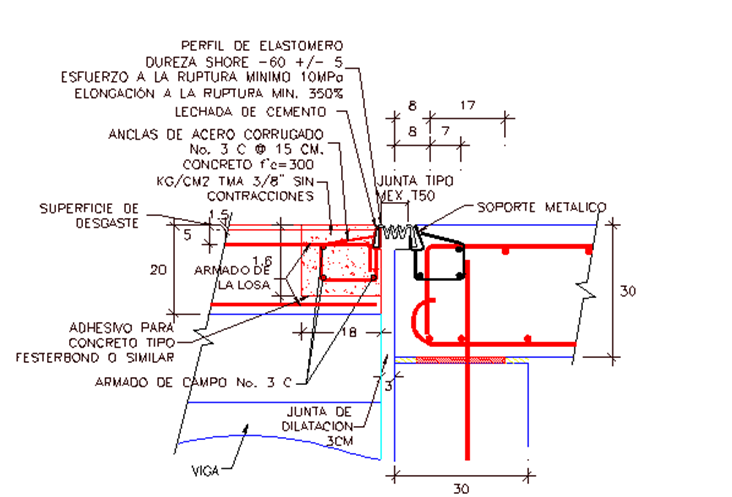 PERFIL DE ELASTOMERO
DUREZA SHORE -60 +/- 5
ESFUERZO A LA RUPTURA MINIMO 10MPa
ELONGACIÓN A LA RUPTURA MIN. 350%
LECHADA DE CEMENTO
ANCLAS DE ACERO CORRUGADO
No. 3 C @ 15 CM.
CONCRETO f'c=300
KG/CM2 TMA 3/8" SIN
CONTRACCIONES
8
17
8
7
JUNTA TIPO
MEX T50
SOPORTE METALICO
SUPERFICIE DE
DESGASTE
1.5
5
20
1.6
ARMADO DE
LA LOSA
30
ADHESIVO PARA
CONCRETO TIPO
FESTERBOND O SIMILAR
18
ARMADO DE CAMPO No. 3 C
3
JUNTA DE
DILATACION
3CM
VIGA
30